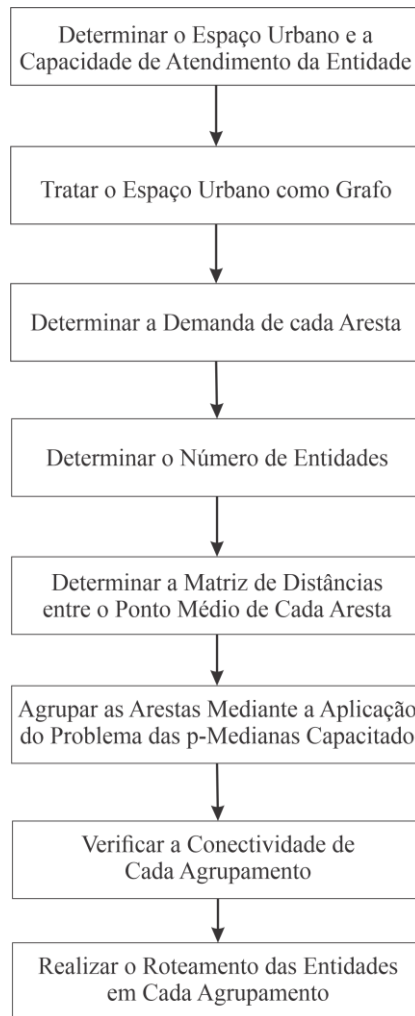 Determinar o Espaço Urbano e a
Capacidade de Atendimento da Entidade
Tratar o Espaço Urbano como Grafo
Determinar a Demanda de cada Aresta
Determinar o Número de Entidades
Determinar a Matriz de Distâncias
entre o Ponto Médio de Cada Aresta
Agrupar as Arestas Mediante a Aplicação
do Problema das p-Medianas Capacitado
Verificar a Conectividade de
Cada Agrupamento
Realizar o Roteamento das Entidades
em Cada Agrupamento